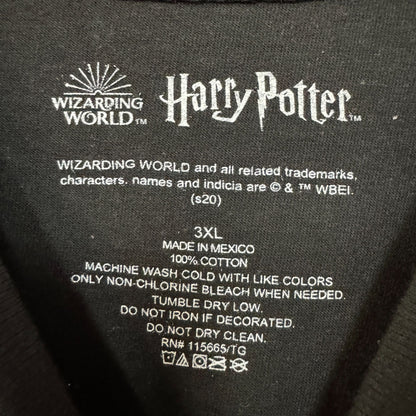 WIZARDING
WORLD™
Harry Potter™
WIZARDING WORLD and all related trademarks,
characters, names and indicia are © & ™ WBEI.
(s20)
3XL
MADE IN MEXICO
100% COTTON
MACHINE WASH COLD WITH LIKE COLORS
ONLY NON-CHLORINE BLEACH WHEN NEEDED.
TUMBLE DRY LOW.
DO NOT IRON IF DECORATED.
DO NOT DRY CLEAN.
RN# 115665/TG